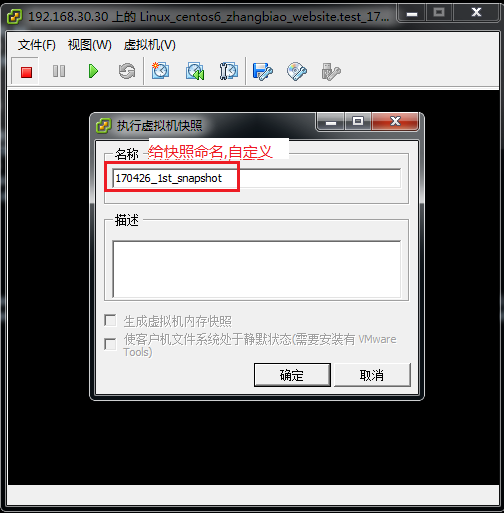 192.168.30.30 上的 Linux_centos6_zhangbiao_website.test_17...
文件(F) 视图(W) 虚拟机(V)
执行虚拟机快照
名称
给快照命名,自定义
170426_1st_snapshot
描述
生成虚拟机内存快照
使客户机文件系统处于静默状态(需要安装有 VMware
Tools)
确定 取消